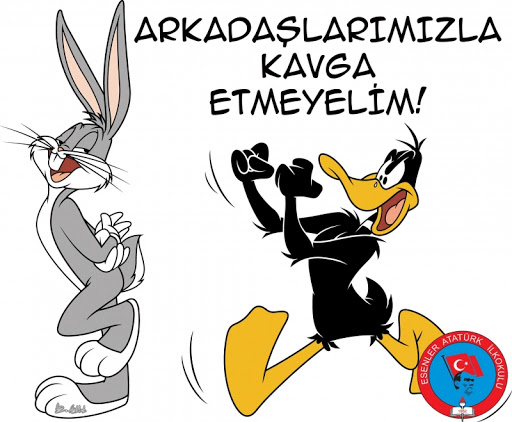 ARKADAŞLARIMIZLA
KAVGA
ETMEYELİM!
ESENLER ATATÜRK İLKOKULU